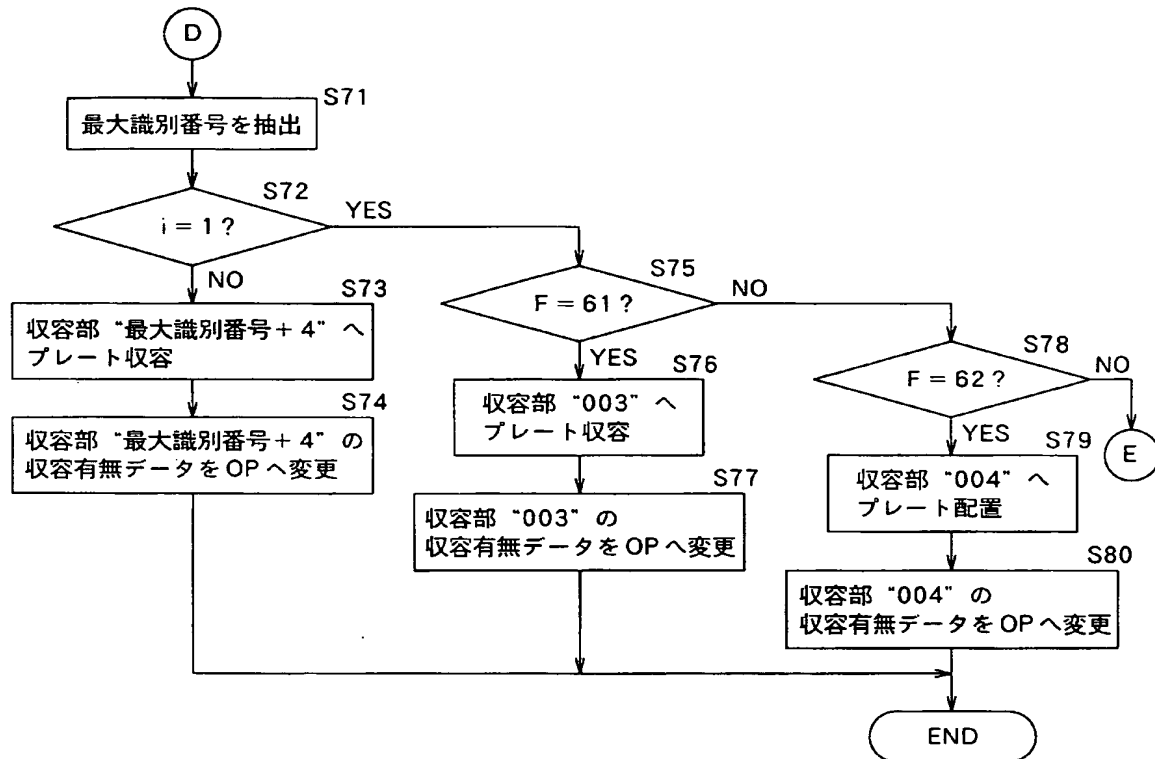 D
S71
最大識別番号を抽出
S72
i = 1 ?
YES
NO
S73
収容部 “最大識別番号+4” へ
プレート収容
S74
収容部 “最大識別番号+4” の
収容有無データをOPへ変更
S75
F = 61 ?
NO
YES
S76
収容部 “003” へ
プレート収容
S77
収容部 “003” の
収容有無データをOPへ変更
S78
F = 62 ?
NO
E
YES
S79
収容部 “004” へ
プレート配置
S80
収容部 “004” の
収容有無データをOPへ変更
END